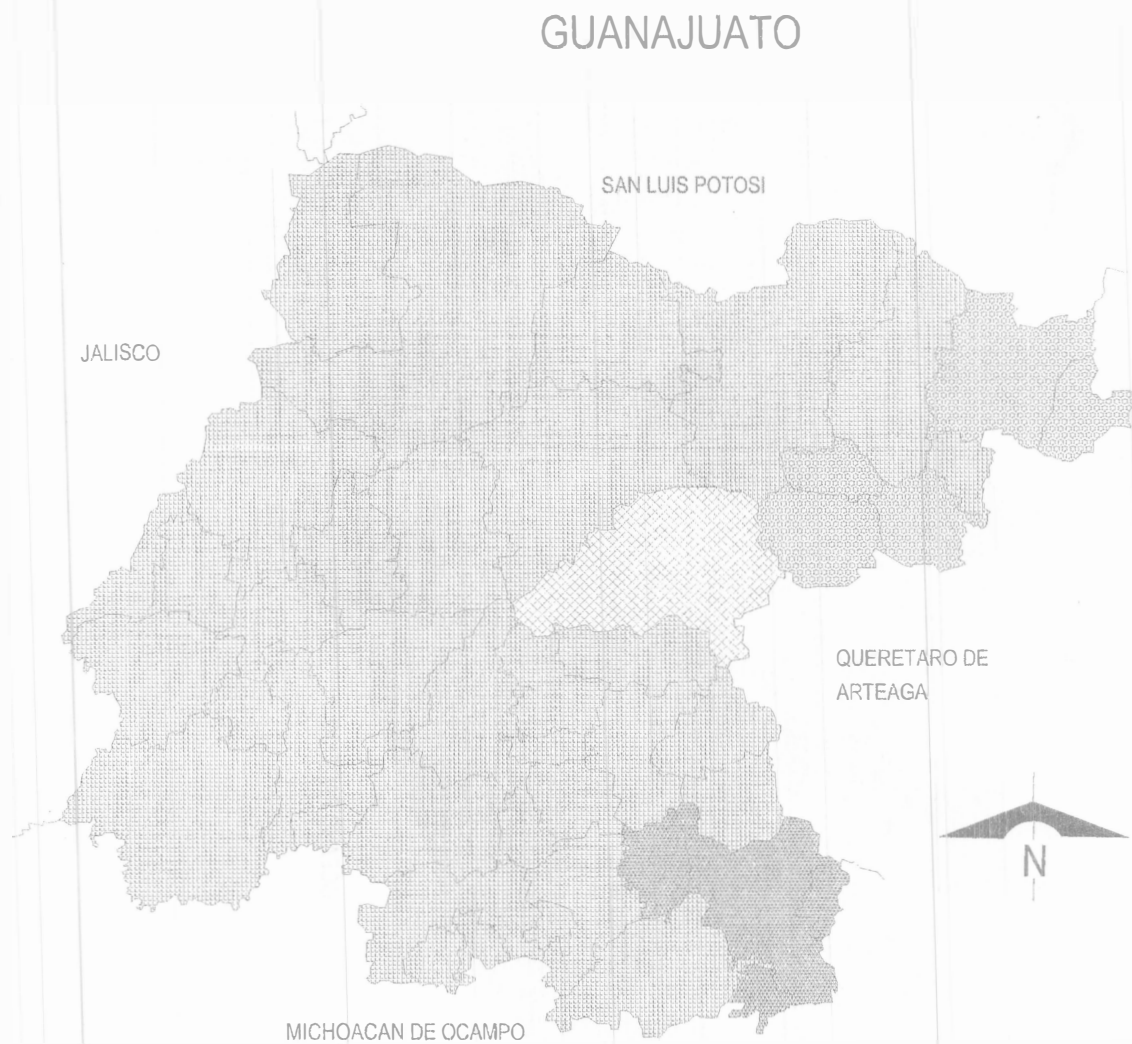 GUANAJUATO
SAN LUIS POTOSI
JALISCO
QUERETARO DE
ARTEAGA
N
MICHOACAN DE OCAMPO